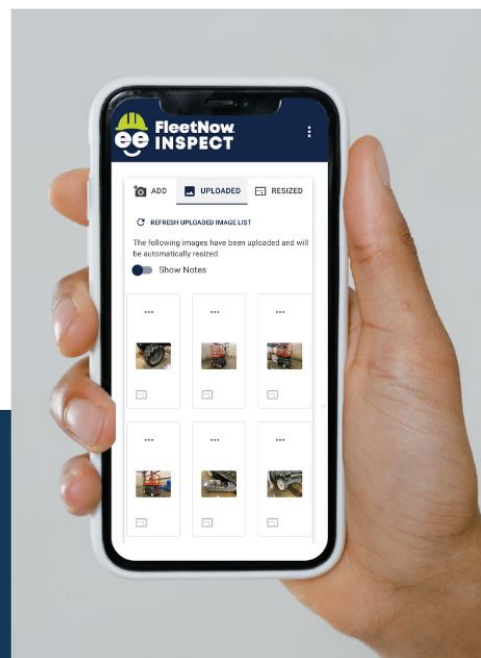 FleetNow
INSPECT
ADD
UPLOADED
RESIZED
REFRESH UPLOADED IMAGE LIST
The following images have been uploaded and will
be automatically resized.
Show Notes